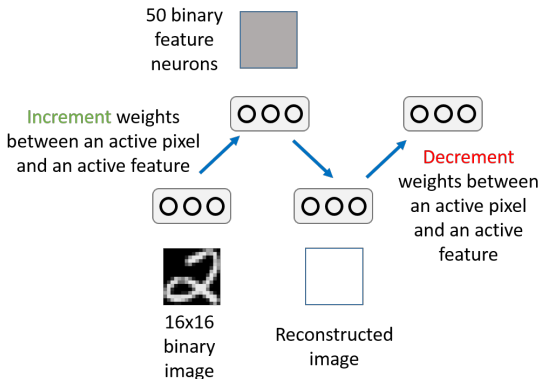 50 binary
feature
neurons
Increment weights
between an active pixel
and an active feature
Decrement
weights between
an active pixel
and an active
feature
16x16
binary
image
Reconstructed
image